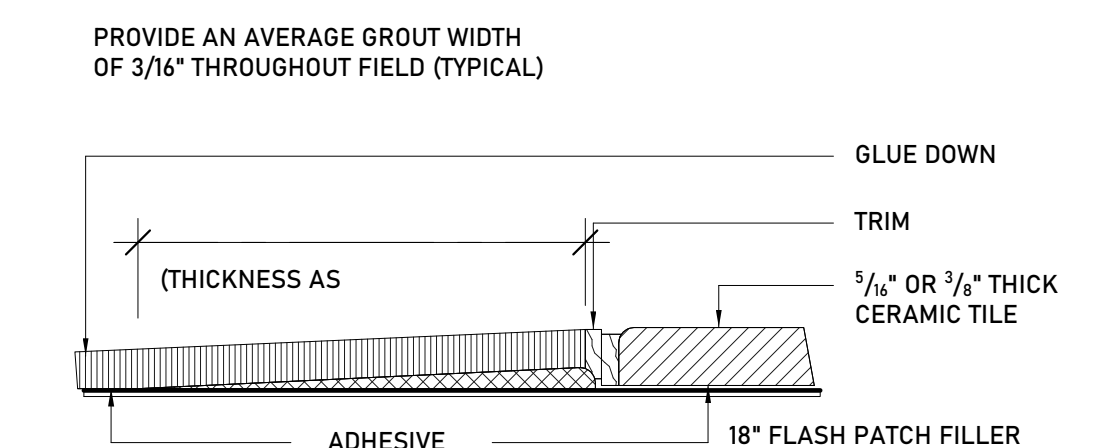 PROVIDE AN AVERAGE GROUT WIDTH
OF 3/16" THROUGHOUT FIELD (TYPICAL)
GLUE DOWN
TRIM
(THICKNESS AS
5/16" OR 3/8" THICK
CERAMIC TILE
ADHESIVE
18" FLASH PATCH FILLER